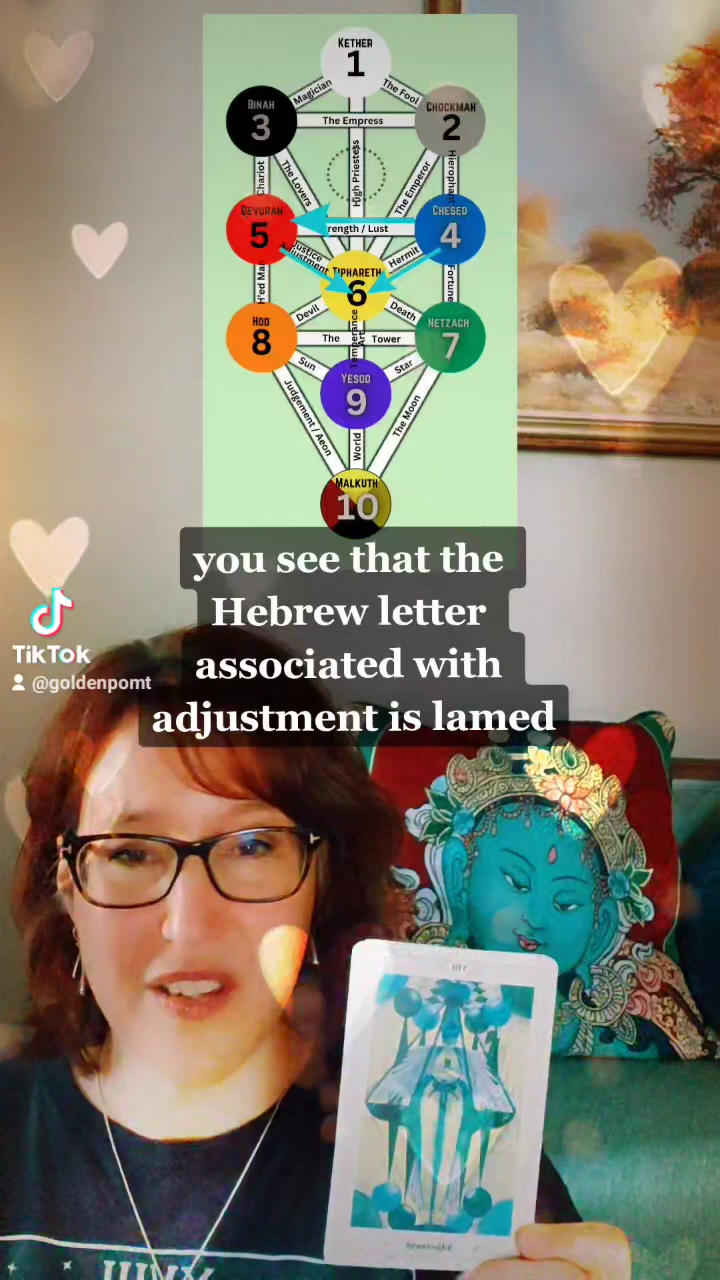 KETHER
1
Magician
The Fool
BINAH
3
CHOCKMAH
2
The Empress
Chariot
The Lovers
High Priestess
The Emperor
Hierophant
GEVURAH
5
CHESED
4
Strength / Lust
Justice
Adjustment
TIPHARETH
6
Hermit
H'ed Man
Fortune
Devil
Death
HOD
8
NETZACH
7
The Tower
Temperance
Art
Sun
Star
YESOD
9
Judgement / Aeon
World
The Moon
MALKUTH
10
you see that the
Hebrew letter
associated with
adjustment is lamed
TikTok
@goldenpomt